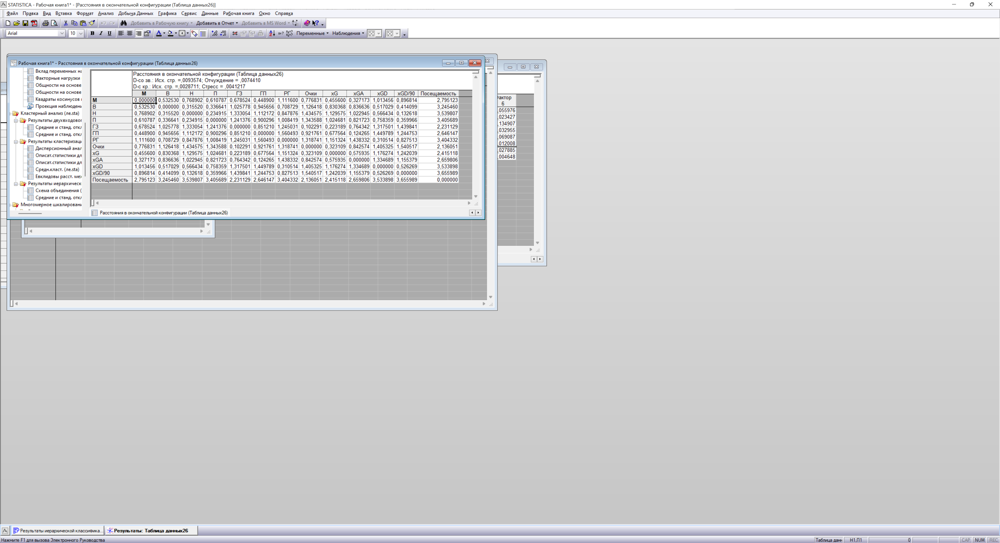 STATISTICA - Рабочая книга1* - [Расстояния в окончательной конфигурации (Таблица данных26)]
Файл Правка Вид Вставка Формат Анализ Добыча Данных Графика Сервис Данные Рабочая книга Окно Справка
Добавить в Рабочую книгу Добавить в Отчет Добавить в MS Word
Arial 10 B I U Переменные Наблюдения
Рабочая книга1* - Расстояния в окончательной конфигурации (Таблица данных26)
Вклад переменных на
Факторные нагрузки
Общности на основе
Общности на основе
Квадраты косинусов
Проекция наблюдени
Кластерный анализ (ле.sta)
Результаты двухвходовог
Средние и станд. откл
Средние и станд. откл
Результаты кластеризаци
Дисперсионный анал
Описат.статистики дл
Описат.статистики дл
Средн.класт. (ле.sta)
Евклидовы расст. меж
Результаты иерархическ
Схема объединения (
Средние и станд. откл
Многомерное шкалировани
Расстояния в окончательной конфигурации (Таблица данных26)
D-со зв.: Исх. стр. =,0093574; Отчуждение = ,0074410
D-с кр.: Исх. стр. =,0028711; Стресс = ,0041217
М В Н П ГЗ ГП РГ Очки xG xGA xGD xGD/90 Посещаемость
М 0,000000 0,532530 0,768902 0,610787 0,678524 0,448900 1,111600 0,776831 0,455600 0,327173 1,013456 0,896814 2,795123
В 0,532530 0,000000 0,315520 0,336641 1,025778 0,945656 0,708729 1,126418 0,830368 0,836636 0,517029 0,414099 3,245460
Н 0,768902 0,315520 0,000000 0,234915 1,333054 1,112172 0,847876 1,434575 1,129575 1,022945 0,566434 0,132618 3,539807
П 0,610787 0,336641 0,234915 0,000000 1,241376 0,900296 1,008419 1,343588 1,024681 0,821723 0,758359 0,359966 3,405689
ГЗ 0,678524 1,025778 1,333054 1,241376 0,000000 0,851210 1,245031 0,102291 0,223189 0,764342 1,317501 1,439841 2,231129
ГП 0,448900 0,945656 1,112172 0,900296 0,851210 0,000000 1,560493 0,921761 0,677564 0,124265 1,449789 1,244753 2,646147
РГ 1,111600 0,708729 0,847876 1,008419 1,245031 1,560493 0,000000 1,318741 1,151324 1,438332 0,310514 0,827513 3,404332
Очки 0,776831 1,126418 1,434575 1,343588 0,102291 0,921761 1,318741 0,000000 0,323109 0,842574 1,405325 1,540517 2,136051
xG 0,455600 0,830368 1,129575 1,024681 0,223189 0,677564 1,151324 0,323109 0,000000 0,575935 1,176274 1,242039 2,415118
xGA 0,327173 0,836636 1,022945 0,821723 0,764342 0,124265 1,438332 0,842574 0,575935 0,000000 1,334689 1,155379 2,659806
xGD 1,013456 0,517029 0,566434 0,758359 1,317501 1,449789 0,310514 1,405325 1,176274 1,334689 0,000000 0,526269 3,533898
xGD/90 0,896814 0,414099 0,132618 0,359966 1,439841 1,244753 0,827513 1,540517 1,242039 1,155379 0,526269 0,000000 3,655989
Посещаемость 2,795123 3,245460 3,539807 3,405689 2,231129 2,646147 3,404332 2,136051 2,415118 2,659806 3,533898 3,655989 0,000000
Расстояния в окончательной конфигурации (Таблица данных26)
Фактор
6
,055976
,023427
,134907
,032955
,069087
,012008
,027885
,004648
Результаты иерархической классифика... Результаты: Таблица данных26
Нажмите F1 для вызова Электронного Руководства Таблица данн Н1,П1 0 CAP NUM REC